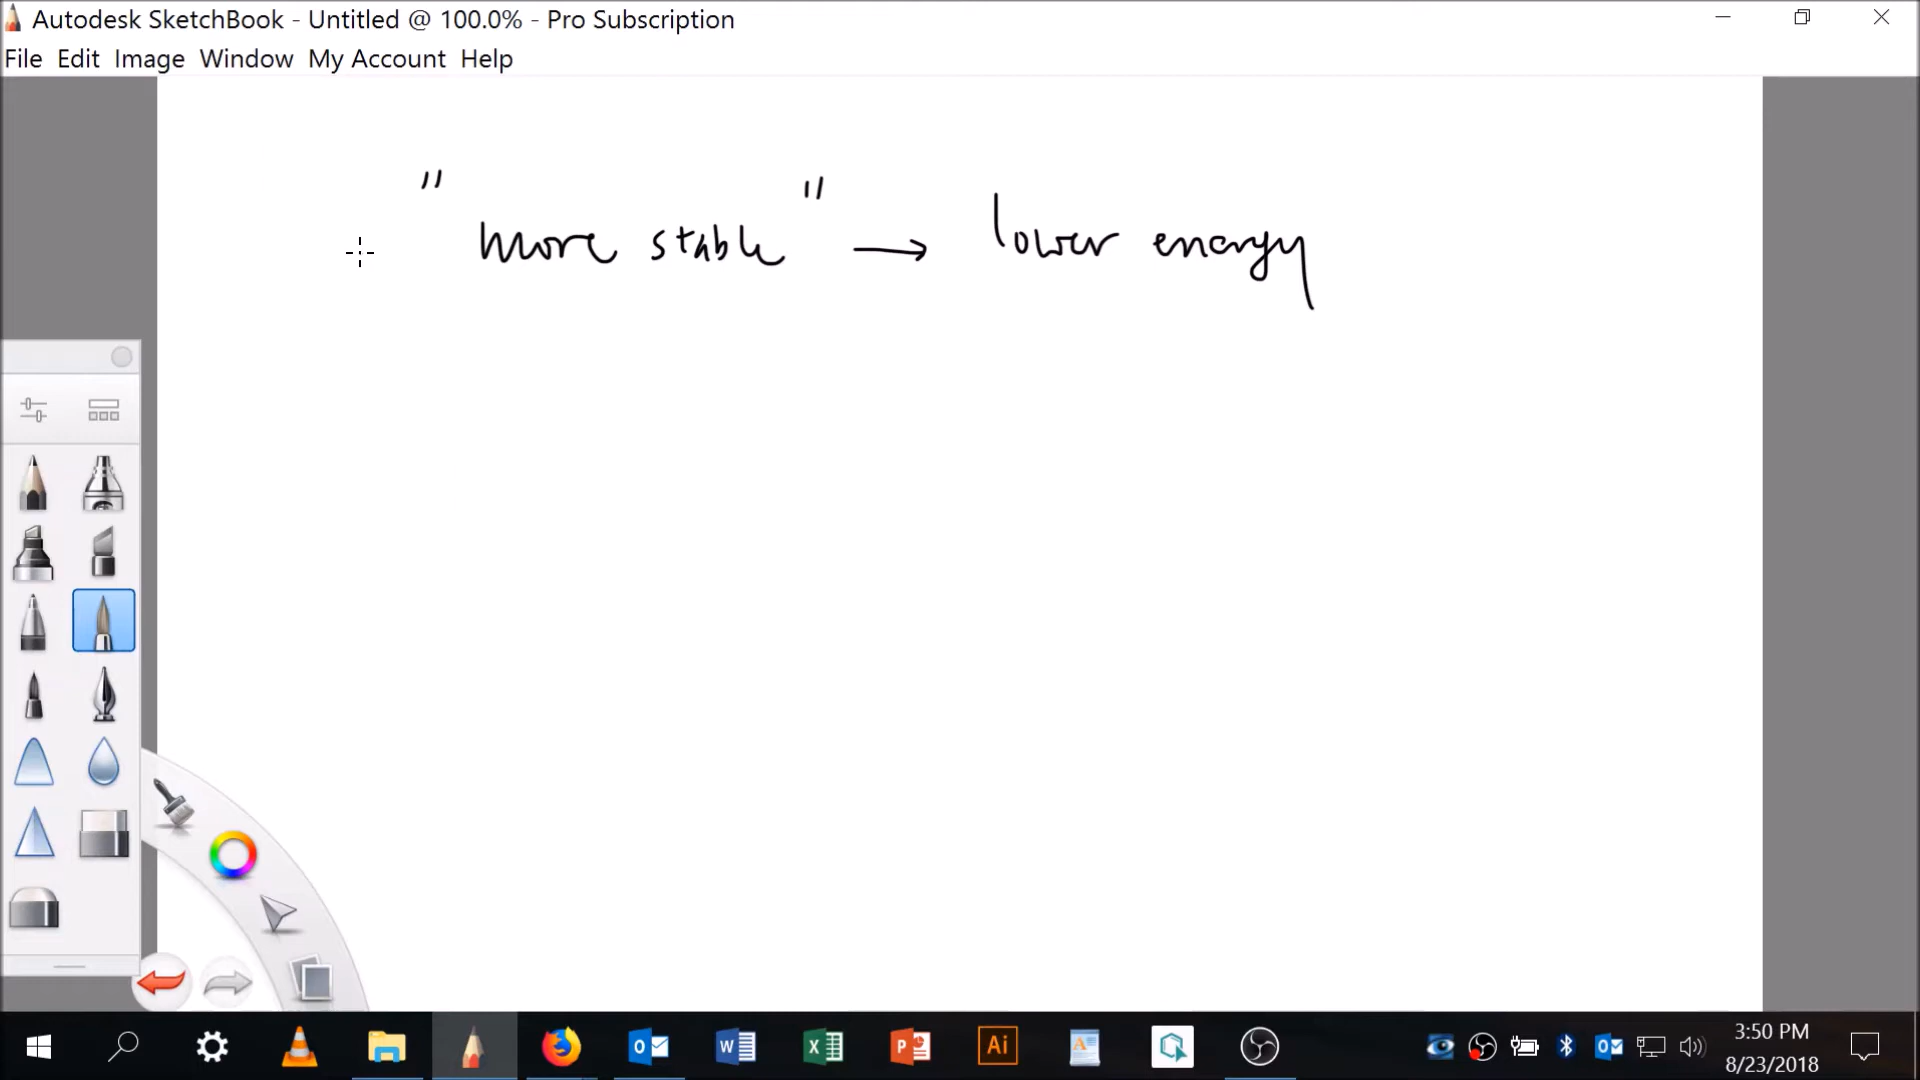 Autodesk SketchBook - Untitled @ 100.0% - Pro Subscription
File Edit Image Window My Account Help
"more stable" → lower energy
Ai
3:50 PM
8/23/2018